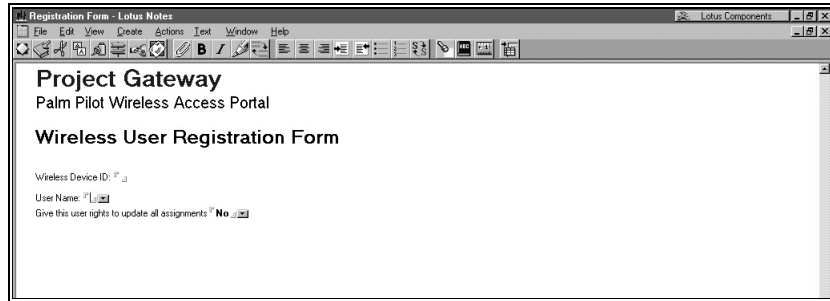 Registration Form - Lotus Notes
Lotus Components
File Edit View Create Actions Text Window Help
B I
Project Gateway
Palm Pilot Wireless Access Portal
Wireless User Registration Form
Wireless Device ID:
User Name:
Give this user rights to update all assignments No